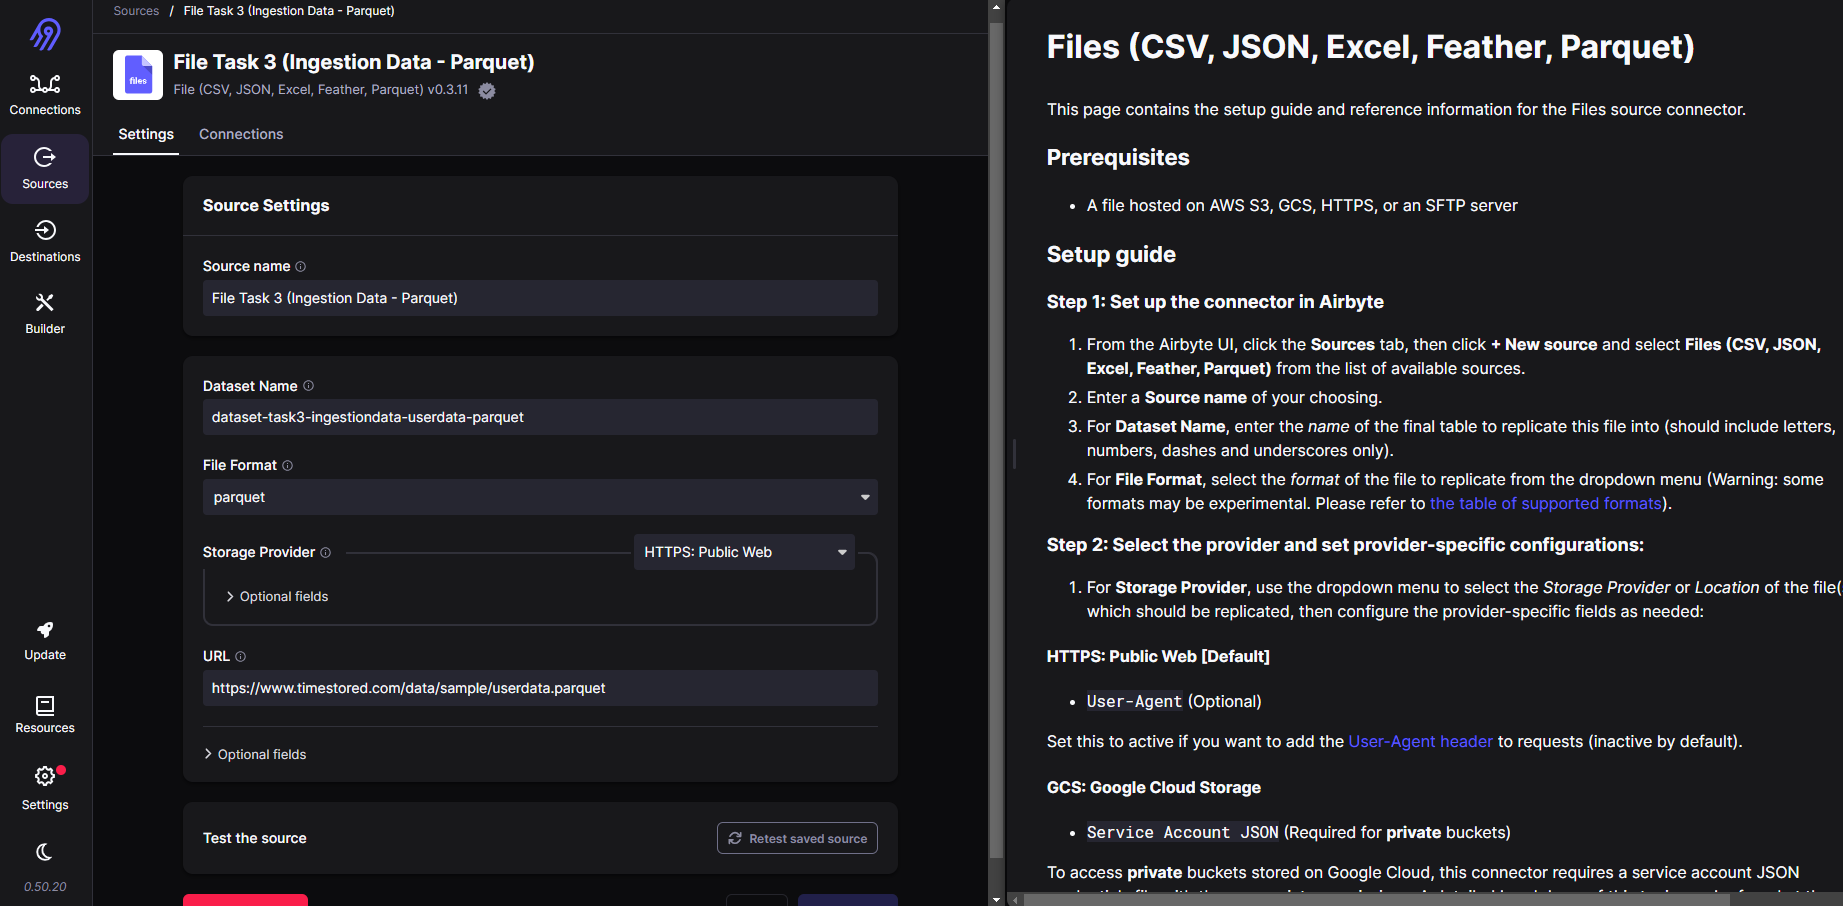 Connections
Sources
Destinations
Builder
Update
Resources
Settings
0.50.20
Sources / File Task 3 (Ingestion Data - Parquet)
files
File Task 3 (Ingestion Data - Parquet)
File (CSV, JSON, Excel, Feather, Parquet) v0.3.11
Settings Connections
Source Settings
Source name
File Task 3 (Ingestion Data - Parquet)
Dataset Name
dataset-task3-ingestiondata-userdata-parquet
File Format
parquet
Storage Provider HTTPS: Public Web
Optional fields
URL
https://www.timestored.com/data/sample/userdata.parquet
Optional fields
Test the source Retest saved source
Files (CSV, JSON, Excel, Feather, Parquet)
This page contains the setup guide and reference information for the Files source connector.
Prerequisites
• A file hosted on AWS S3, GCS, HTTPS, or an SFTP server
Setup guide
Step 1: Set up the connector in Airbyte
1. From the Airbyte UI, click the Sources tab, then click + New source and select Files (CSV, JSON,
Excel, Feather, Parquet) from the list of available sources.
2. Enter a Source name of your choosing.
3. For Dataset Name, enter the name of the final table to replicate this file into (should include letters,
numbers, dashes and underscores only).
4. For File Format, select the format of the file to replicate from the dropdown menu (Warning: some
formats may be experimental. Please refer to the table of supported formats).
Step 2: Select the provider and set provider-specific configurations:
1. For Storage Provider, use the dropdown menu to select the Storage Provider or Location of the file(
which should be replicated, then configure the provider-specific fields as needed:
HTTPS: Public Web [Default]
• User-Agent (Optional)
Set this to active if you want to add the User-Agent header to requests (inactive by default).
GCS: Google Cloud Storage
• Service Account JSON (Required for private buckets)
To access private buckets stored on Google Cloud, this connector requires a service account JSON